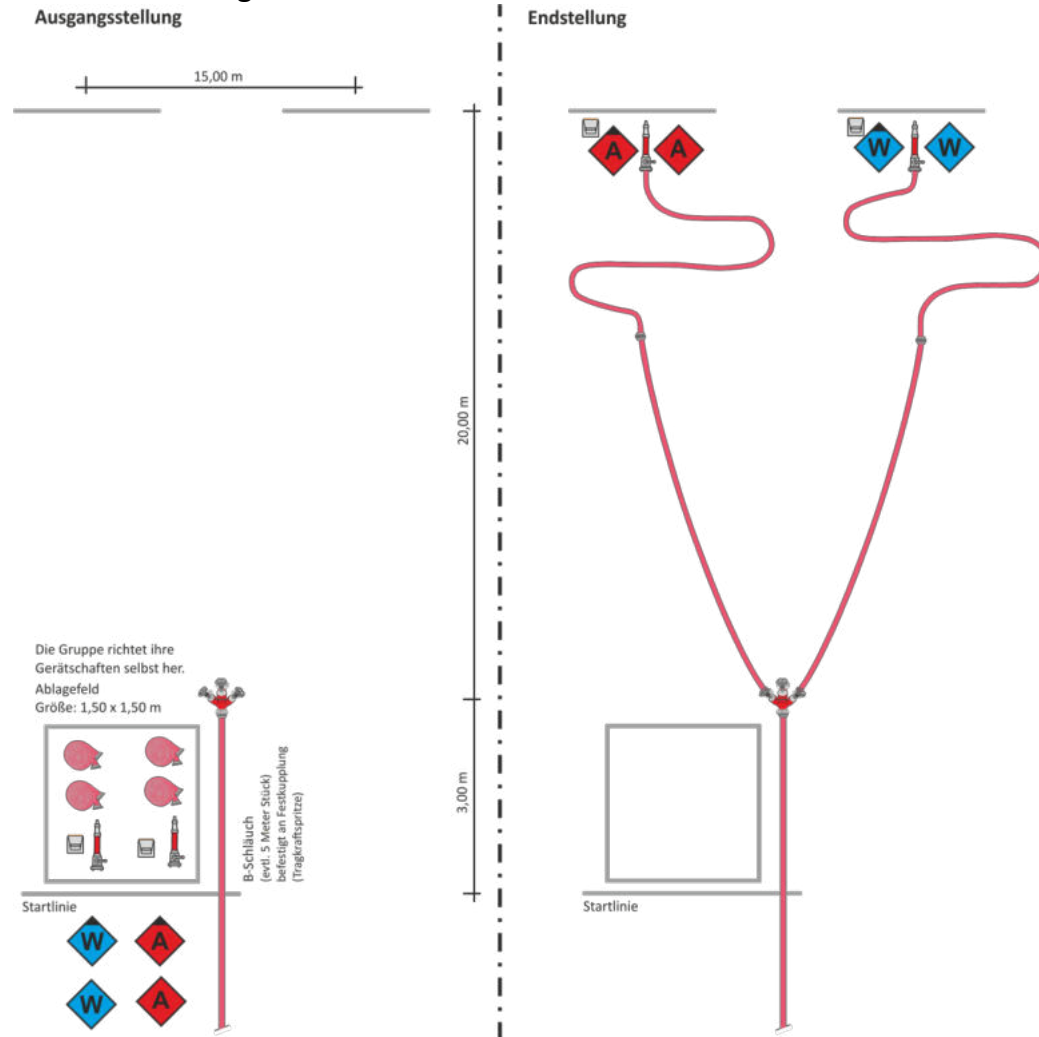 Ausgangsstellung
15,00 m
20,00 m
Die Gruppe richtet ihre
Gerätschaften selbst her.
Ablagefeld
Größe: 1,50 x 1,50 m
B-Schlauch
(evtl. 5 Meter Stück)
befestigt an Festkupplung
(Tragkraftspritze)
3,00 m
Startlinie
W
A
W
A
Endstellung
A
A
W
W
Startlinie